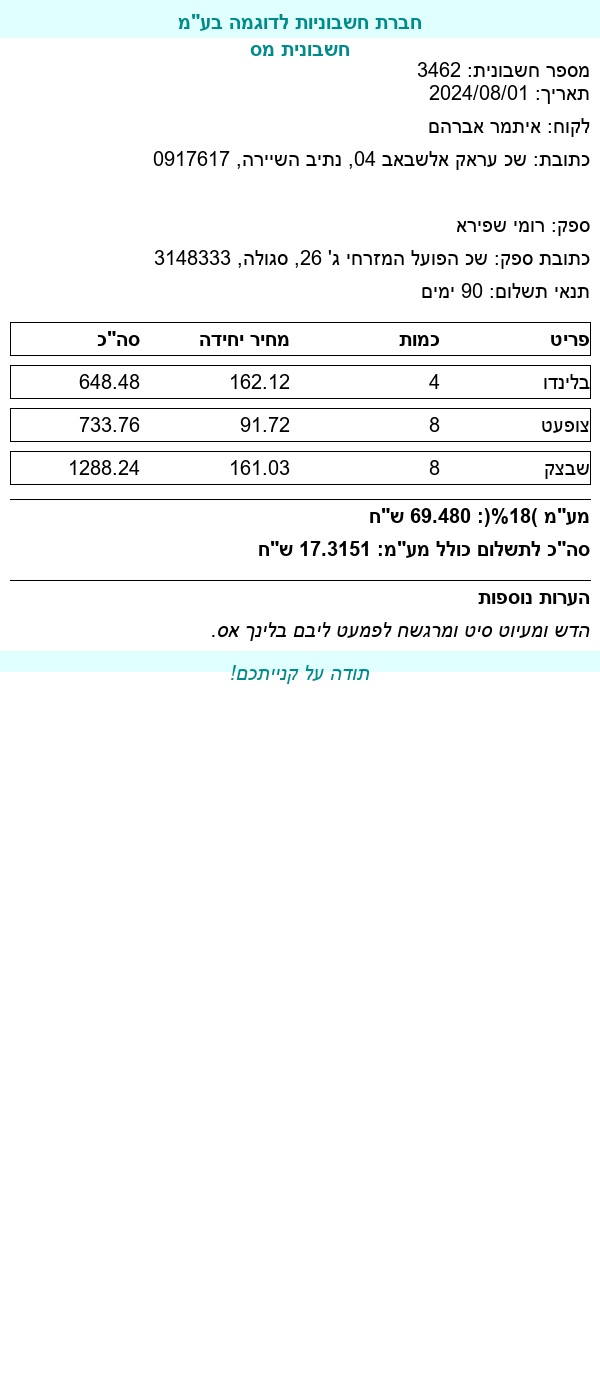 חברת חשבוניות לדוגמה בע"מ
חשבונית מס
מספר חשבונית: 3462
תאריך: 2024/08/01
לקוח: איתמר אברהם
כתובת: שכ עראק אלשבאב 04, נתיב השיירה, 0917617
ספק: רומי שפירא
כתובת ספק: שכ הפועל המזרחי ג' 26, סגולה, 3148333
תנאי תשלום: 90 ימים
פריט כמות מחיר יחידה סה"כ
בלינדו 4 162.12 648.48
צופעט 8 91.72 733.76
שבצק 8 161.03 1288.24
מע"מ )18%(: 69.480 ש"ח
סה"כ לתשלום כולל מע"מ: 17.3151 ש"ח
הערות נוספות
הדש ומעיוט סיט ומרגשח לפמעט ליבם בלינך אס.
תודה על קנייתכם!